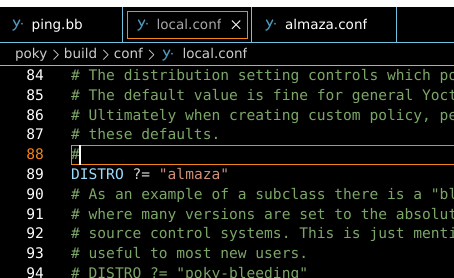 ping.bb local.conf × almaza.conf
poky > build > conf > local.conf
84 # The distribution setting controls which po
85 # The default value is fine for general Yoct
86 # Ultimately when creating custom policy, pe
87 # these defaults.
88 #
89 DISTRO ?= "almaza"
90 # As an example of a subclass there is a "bl
91 # where many versions are set to the absolut
92 # source control systems. This is just menti
93 # useful to most new users.
94 # DISTRO ?= "poky-bleeding"